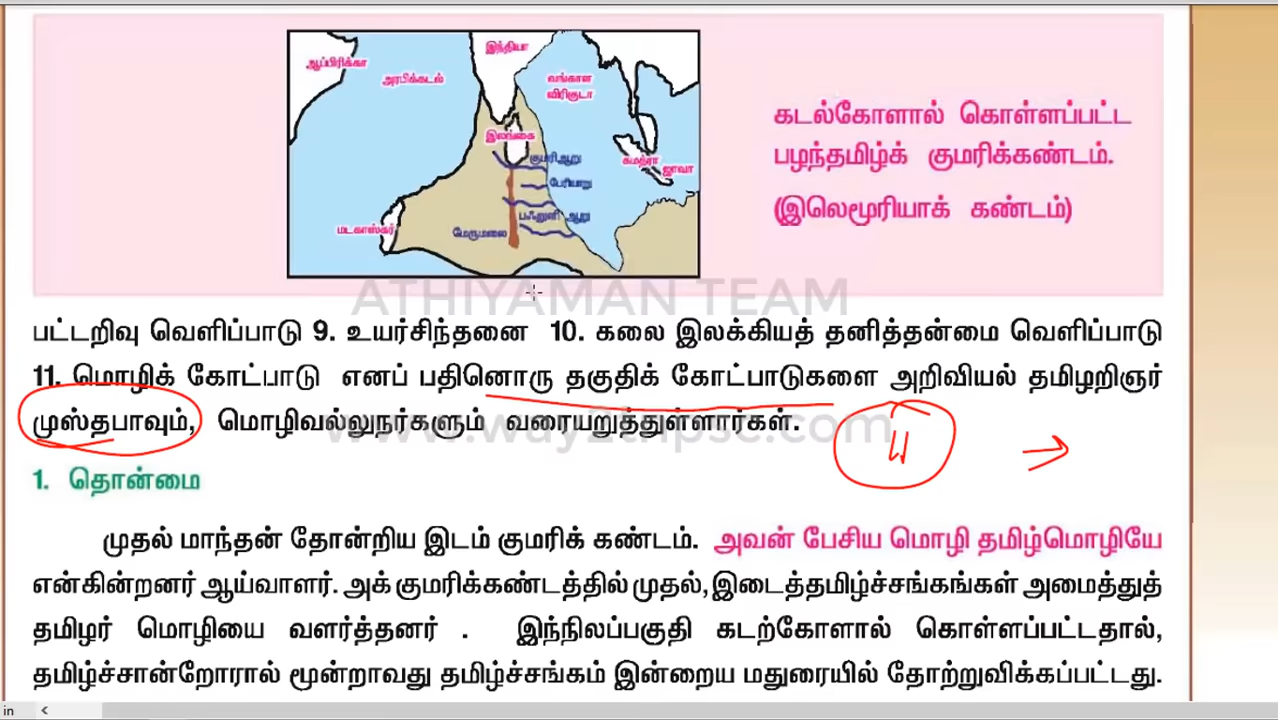 இந்தியா
ஆப்பிரிக்கா
அரபிக்கடல்
வங்காள
விரிகுடா
இலங்கை
குமரிஆறு
சுமத்ரா
ஜாவா
பேரியாறு
பஃறுளி ஆறு
மடகாஸ்கர்
மேருமலை
கடல்கோளால் கொள்ளப்பட்ட
பழந்தமிழ்க் குமரிக்கண்டம்.
(இலெமூரியாக் கண்டம்)
ATHIYAMAN TEAM
பட்டறிவு வெளிப்பாடு 9. உயர்சிந்தனை 10. கலை இலக்கியத் தனித்தன்மை வெளிப்பாடு
11. மொழிக் கோட்பாடு எனப் பதினொரு தகுதிக் கோட்பாடுகளை அறிவியல் தமிழறிஞர்
முஸ்தபாவும், மொழிவல்லுநர்களும் வரையறுத்துள்ளார்கள்.
www.way2tnpsc.com
11
1. தொன்மை
முதல் மாந்தன் தோன்றிய இடம் குமரிக் கண்டம். அவன் பேசிய மொழி தமிழ்மொழியே
என்கின்றனர் ஆய்வாளர். அக் குமரிக்கண்டத்தில் முதல், இடைத்தமிழ்ச்சங்கங்கள் அமைத்துத்
தமிழர் மொழியை வளர்த்தனர் . இந்நிலப்பகுதி கடற்கோளால் கொள்ளப்பட்டதால்,
தமிழ்ச்சான்றோரால் மூன்றாவது தமிழ்ச்சங்கம் இன்றைய மதுரையில் தோற்றுவிக்கப்பட்டது.
in